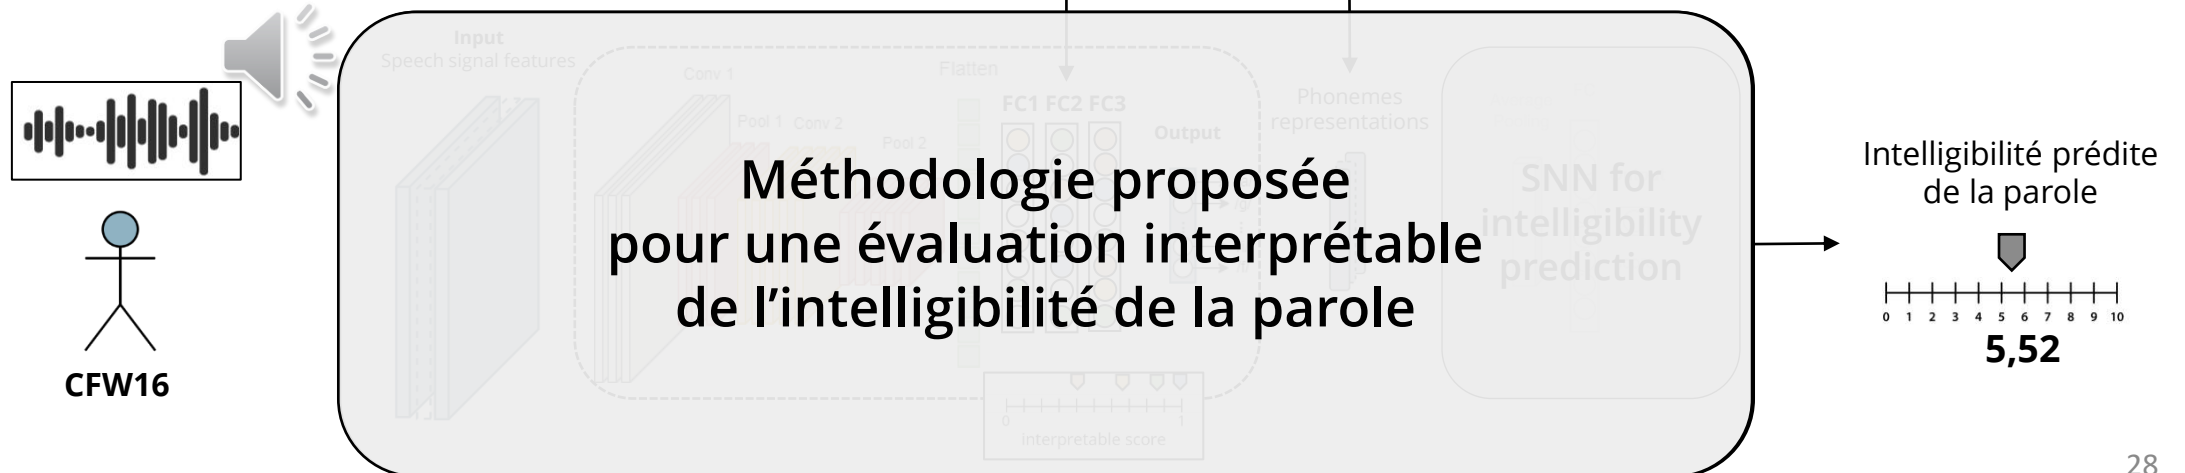 Input
Speech signal features
Conv 1
Pool 1
Conv 2
Pool 2
Flatten
FC1 FC2 FC3
Output
Phonemes
representations
SNN for
intelligibility
prediction
Méthodologie proposée
pour une évaluation interprétable
de l’intelligibilité de la parole
0 1
Interpretable score
CFW16
Intelligibilité prédite
de la parole
0 1 2 3 4 5 6 7 8 9 10
5,52
28